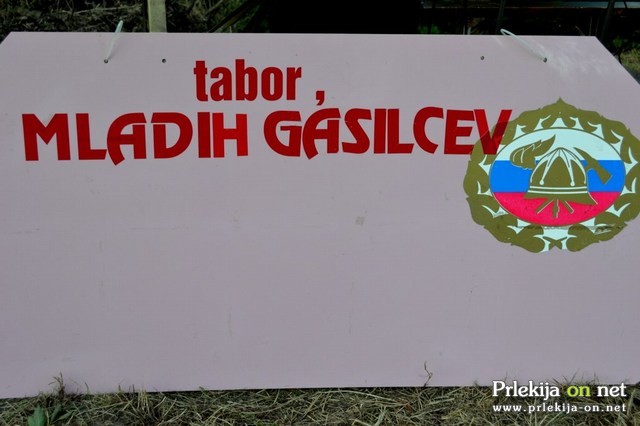 tabor ,
MLADIH GASILCEV
Prlekija on net
www.prlekija-on.net